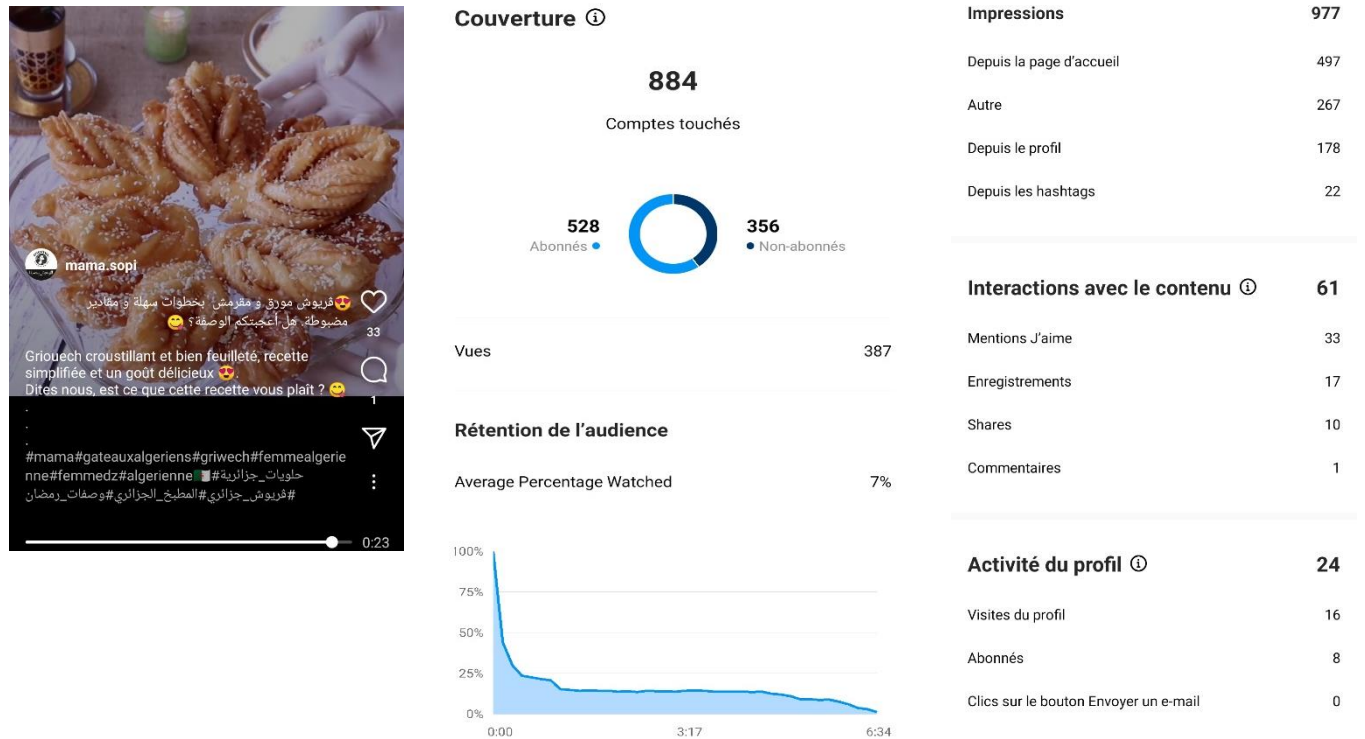 mama.sopi
😍ڨريوش مورق و مقرمش بخطوات سهلة و مقادير
مضبوطة. هل أعجبتكم الوصفة؟ 😋
33
Griouech croustillant et bien feuilleté, recette
simplifiée et un goût délicieux 😍.
Dites nous, est ce que cette recette vous plaît ? 😋
1
.
.
.
#mama#gateauxalgeriens#griwech#femmealgerie
nne#femmedz#algerienne🇩🇿#حلويات_جزائرية
#ڨريوش_جزائري#المطبخ_الجزائري#وصفات_رمضان
0:23
Couverture
884
Comptes touchés
528
Abonnés
356
Non-abonnés
Vues 387
Rétention de l'audience
Average Percentage Watched 7%
100%
75%
50%
25%
0%
0:00 3:17 6:34
Impressions 977
Depuis la page d'accueil 497
Autre 267
Depuis le profil 178
Depuis les hashtags 22
Interactions avec le contenu 61
Mentions J'aime 33
Enregistrements 17
Shares 10
Commentaires 1
Activité du profil 24
Visites du profil 16
Abonnés 8
Clics sur le bouton Envoyer un e-mail 0